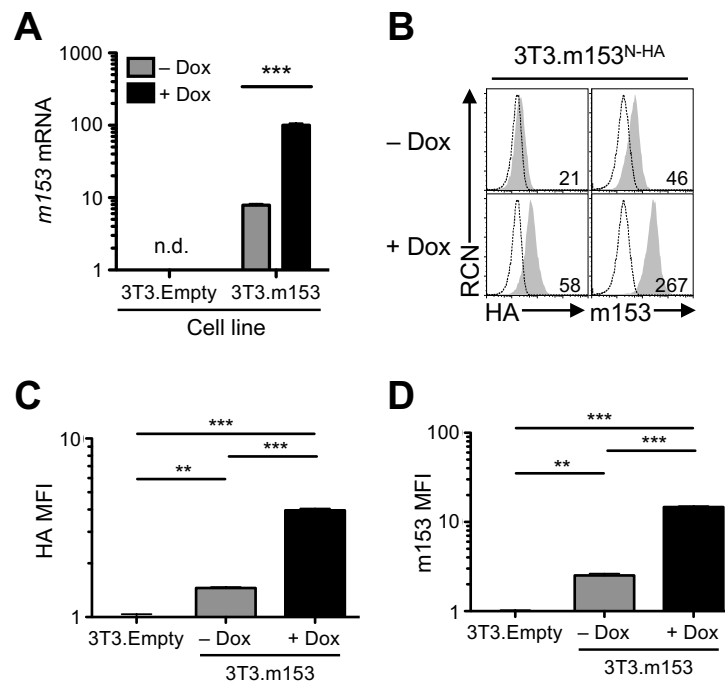 A
1000
100
10
1
m153 mRNA
– Dox
+ Dox
***
n.d.
3T3.Empty 3T3.m153
Cell line
B
3T3.m153N-HA
– Dox
+ Dox
21
46
58
267
RCN
HA
m153
C
10
1
HA MFI
***
***
**
3T3.Empty – Dox + Dox
3T3.m153
D
100
10
1
m153 MFI
***
***
**
3T3.Empty – Dox + Dox
3T3.m153